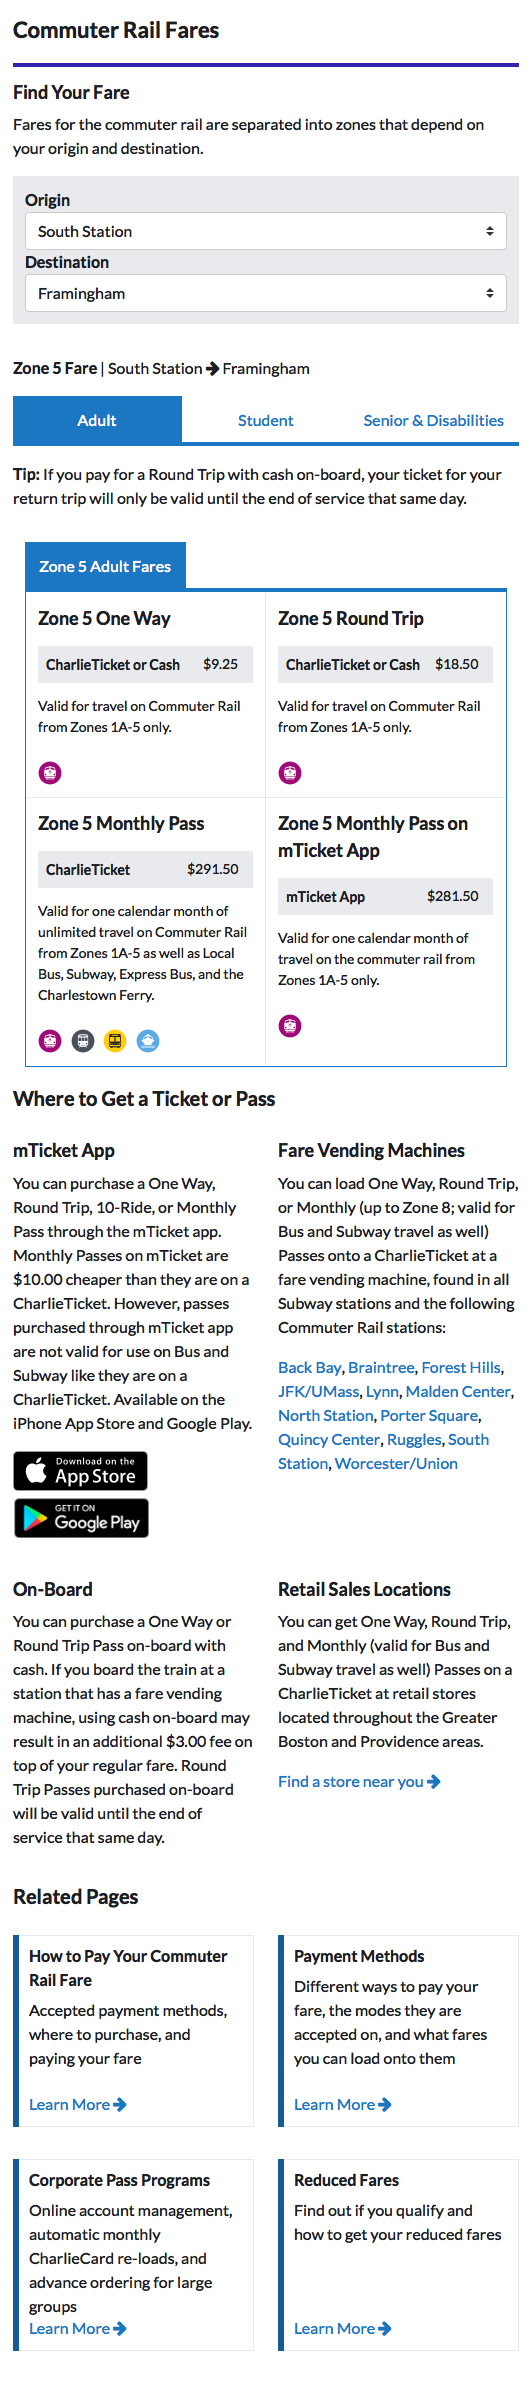 Commuter Rail Fares
Find Your Fare
Fares for the commuter rail are separated into zones that depend on
your origin and destination.
Origin
South Station
Destination
Framingham
Zone 5 Fare | South Station → Framingham
Adult
Student
Senior & Disabilities
Tip: If you pay for a Round Trip with cash on-board, your ticket for your
return trip will only be valid until the end of service that same day.
Zone 5 Adult Fares
Zone 5 One Way
CharlieTicket or Cash $9.25
Valid for travel on Commuter Rail
from Zones 1A-5 only.
Zone 5 Round Trip
CharlieTicket or Cash $18.50
Valid for travel on Commuter Rail
from Zones 1A-5 only.
Zone 5 Monthly Pass
CharlieTicket $291.50
Valid for one calendar month of
unlimited travel on Commuter Rail
from Zones 1A-5 as well as Local
Bus, Subway, Express Bus, and the
Charlestown Ferry.
Zone 5 Monthly Pass on
mTicket App
mTicket App $281.50
Valid for one calendar month of
travel on the commuter rail from
Zones 1A-5 only.
Where to Get a Ticket or Pass
mTicket App
You can purchase a One Way,
Round Trip, 10-Ride, or Monthly
Pass through the mTicket app.
Monthly Passes on mTicket are
$10.00 cheaper than they are on a
CharlieTicket. However, passes
purchased through mTicket app
are not valid for use on Bus and
Subway like they are on a
CharlieTicket. Available on the
iPhone App Store and Google Play.
Download on the
App Store
GET IT ON
Google Play
Fare Vending Machines
You can load One Way, Round Trip,
or Monthly (up to Zone 8; valid for
Bus and Subway travel as well)
Passes onto a CharlieTicket at a
fare vending machine, found in all
Subway stations and the following
Commuter Rail stations:
Back Bay, Braintree, Forest Hills,
JFK/UMass, Lynn, Malden Center,
North Station, Porter Square,
Quincy Center, Ruggles, South
Station, Worcester/Union
On-Board
You can purchase a One Way or
Round Trip Pass on-board with
cash. If you board the train at a
station that has a fare vending
machine, using cash on-board may
result in an additional $3.00 fee on
top of your regular fare. Round
Trip Passes purchased on-board
will be valid until the end of
service that same day.
Retail Sales Locations
You can get One Way, Round Trip,
and Monthly (valid for Bus and
Subway travel as well) Passes on a
CharlieTicket at retail stores
located throughout the Greater
Boston and Providence areas.
Find a store near you →
Related Pages
How to Pay Your Commuter
Rail Fare
Accepted payment methods,
where to purchase, and
paying your fare
Learn More →
Payment Methods
Different ways to pay your
fare, the modes they are
accepted on, and what fares
you can load onto them
Learn More →
Corporate Pass Programs
Online account management,
automatic monthly
CharlieCard re-loads, and
advance ordering for large
groups
Learn More →
Reduced Fares
Find out if you qualify and
how to get your reduced fares
Learn More →